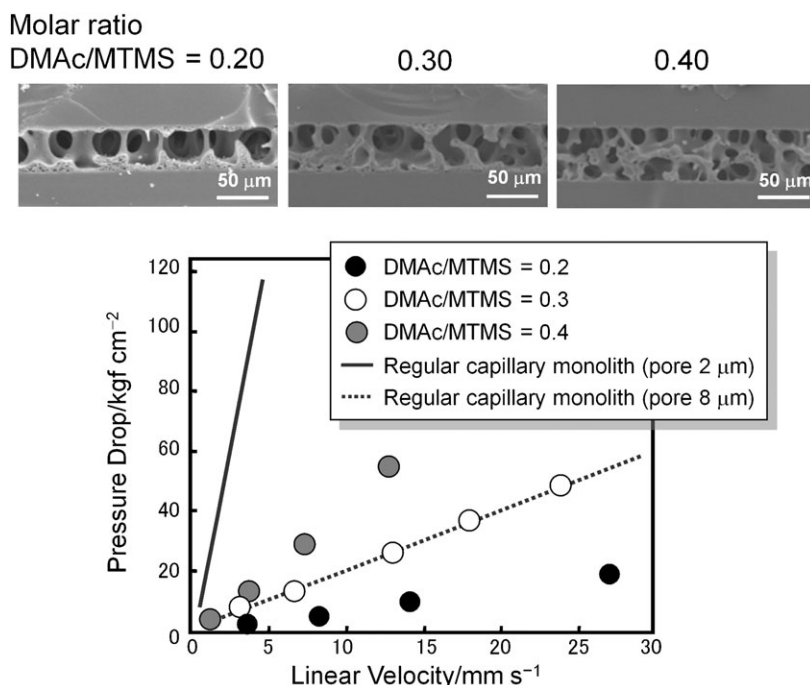 Molar ratio
DMAc/MTMS = 0.20
0.30
0.40
50 μm
50 μm
50 μm
DMAc/MTMS = 0.2
DMAc/MTMS = 0.3
DMAc/MTMS = 0.4
Regular capillary monolith (pore 2 μm)
Regular capillary monolith (pore 8 μm)
Pressure Drop/kgf cm⁻²
120
100
80
60
40
20
0
0
5
10
15
20
25
30
Linear Velocity/mm s⁻¹